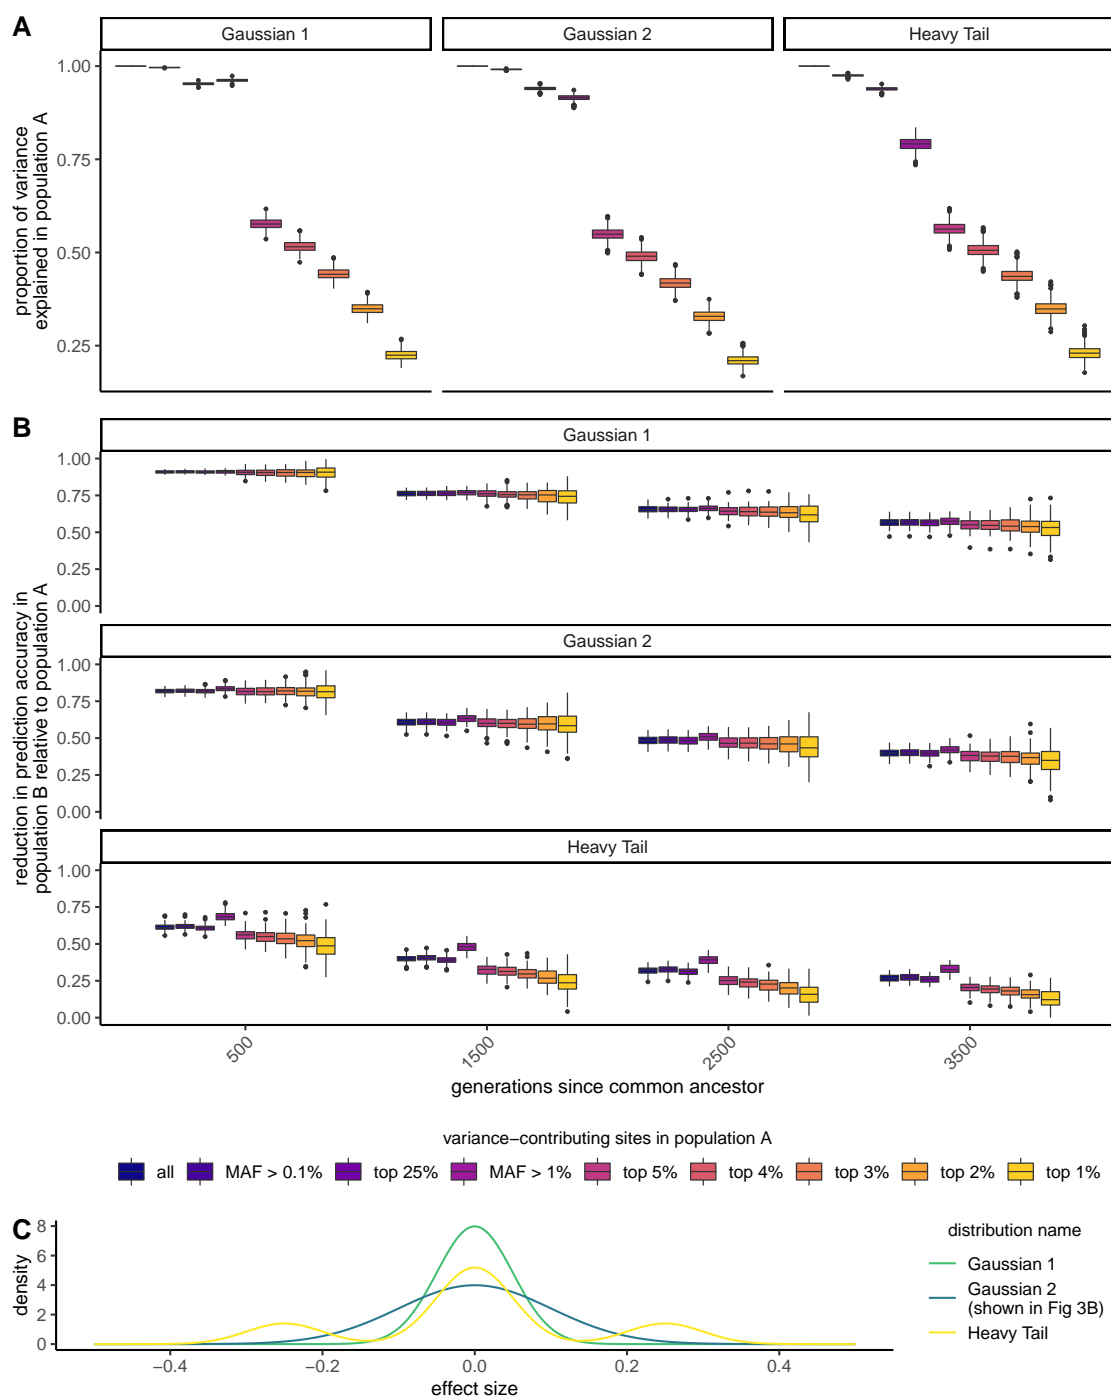 A
Gaussian 1
Gaussian 2
Heavy Tail
proportion of variance
explained in population A
1.00
0.75
0.50
0.25
B
reduction in prediction accuracy in
population B relative to population A
Gaussian 1
1.00
0.75
0.50
0.25
0.00
Gaussian 2
1.00
0.75
0.50
0.25
0.00
Heavy Tail
1.00
0.75
0.50
0.25
0.00
500
1500
2500
3500
generations since common ancestor
variance−contributing sites in population A
all
MAF > 0.1%
top 25%
MAF > 1%
top 5%
top 4%
top 3%
top 2%
top 1%
C
density
8
6
4
2
0
−0.4
−0.2
0.0
0.2
0.4
effect size
distribution name
Gaussian 1
Gaussian 2
(shown in Fig 3B)
Heavy Tail